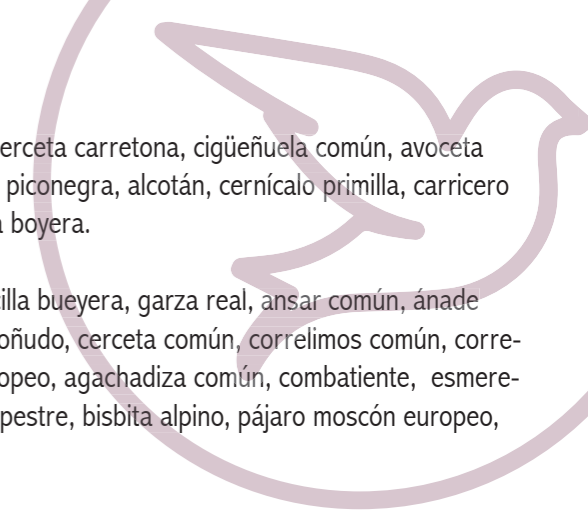 erceta carretona, cigüeñuela común, avoceta
piconegra, alcotán, cernícalo primilla, carricero
a boyera.
illa bueyera, garza real, ansar común, ánade
oñudo, cerceta común, correlimos común, corre-
opeo, agachadiza común, combatiente, esmere-
pestre, bisbita alpino, pájaro moscón europeo,